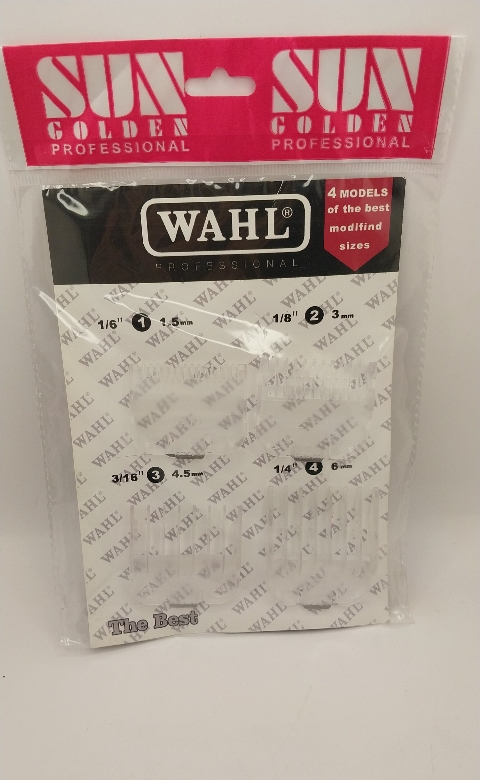 SUN SUN
GOLDEN GOLDEN
PROFESSIONAL PROFESSIONAL
WAHL®
PROFESSIONAL
4 MODELS
of the best
modifind
sizes
1/6" 1 1.5mm
1/8" 2 3mm
3/16" 3 4.5mm
1/4" 4 6mm
The Best